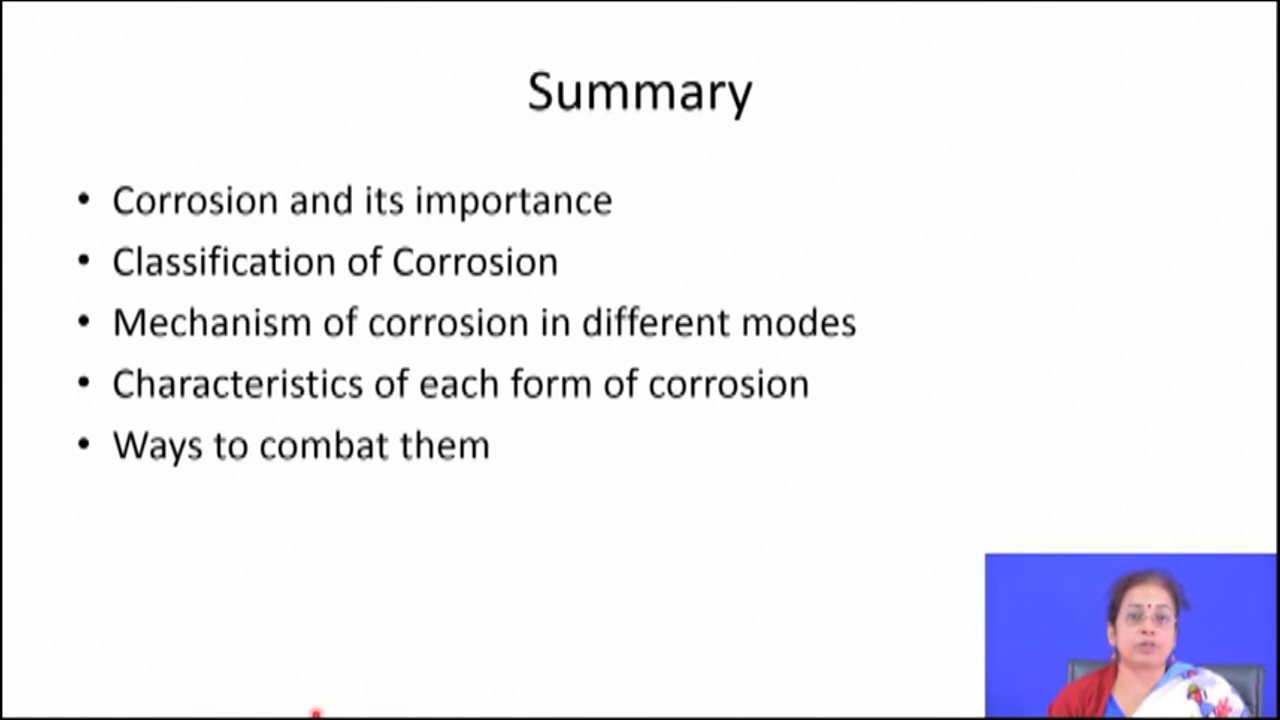 Summary
• Corrosion and its importance
• Classification of Corrosion
• Mechanism of corrosion in different modes
• Characteristics of each form of corrosion
• Ways to combat them